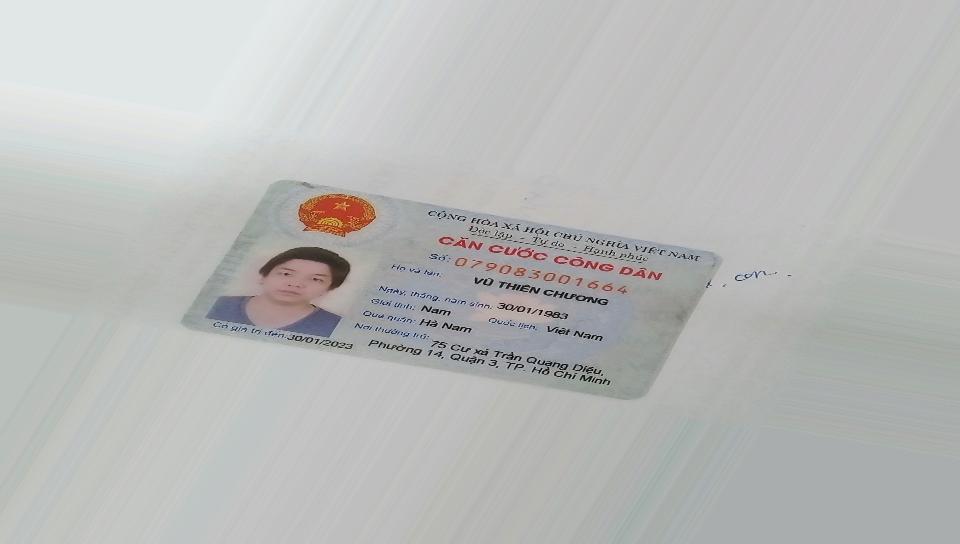 CỘNG HÒA XÃ HỘI CHỦ NGHĨA VIỆT NAM
Độc lập - Tự do - Hạnh phúc
CĂN CƯỚC CÔNG DÂN
Số: 079083001664
Họ và tên:
VŨ THIÊN CHƯƠNG
Ngày, tháng, năm sinh: 30/01/1983
Giới tính: Nam Quốc tịch: Việt Nam
Quê quán: Hà Nam
Nơi thường trú: 75 Cư xá Trần Quang Diệu,
Phường 14, Quận 3, TP. Hồ Chí Minh
Có giá trị đến: 30/01/2023
con